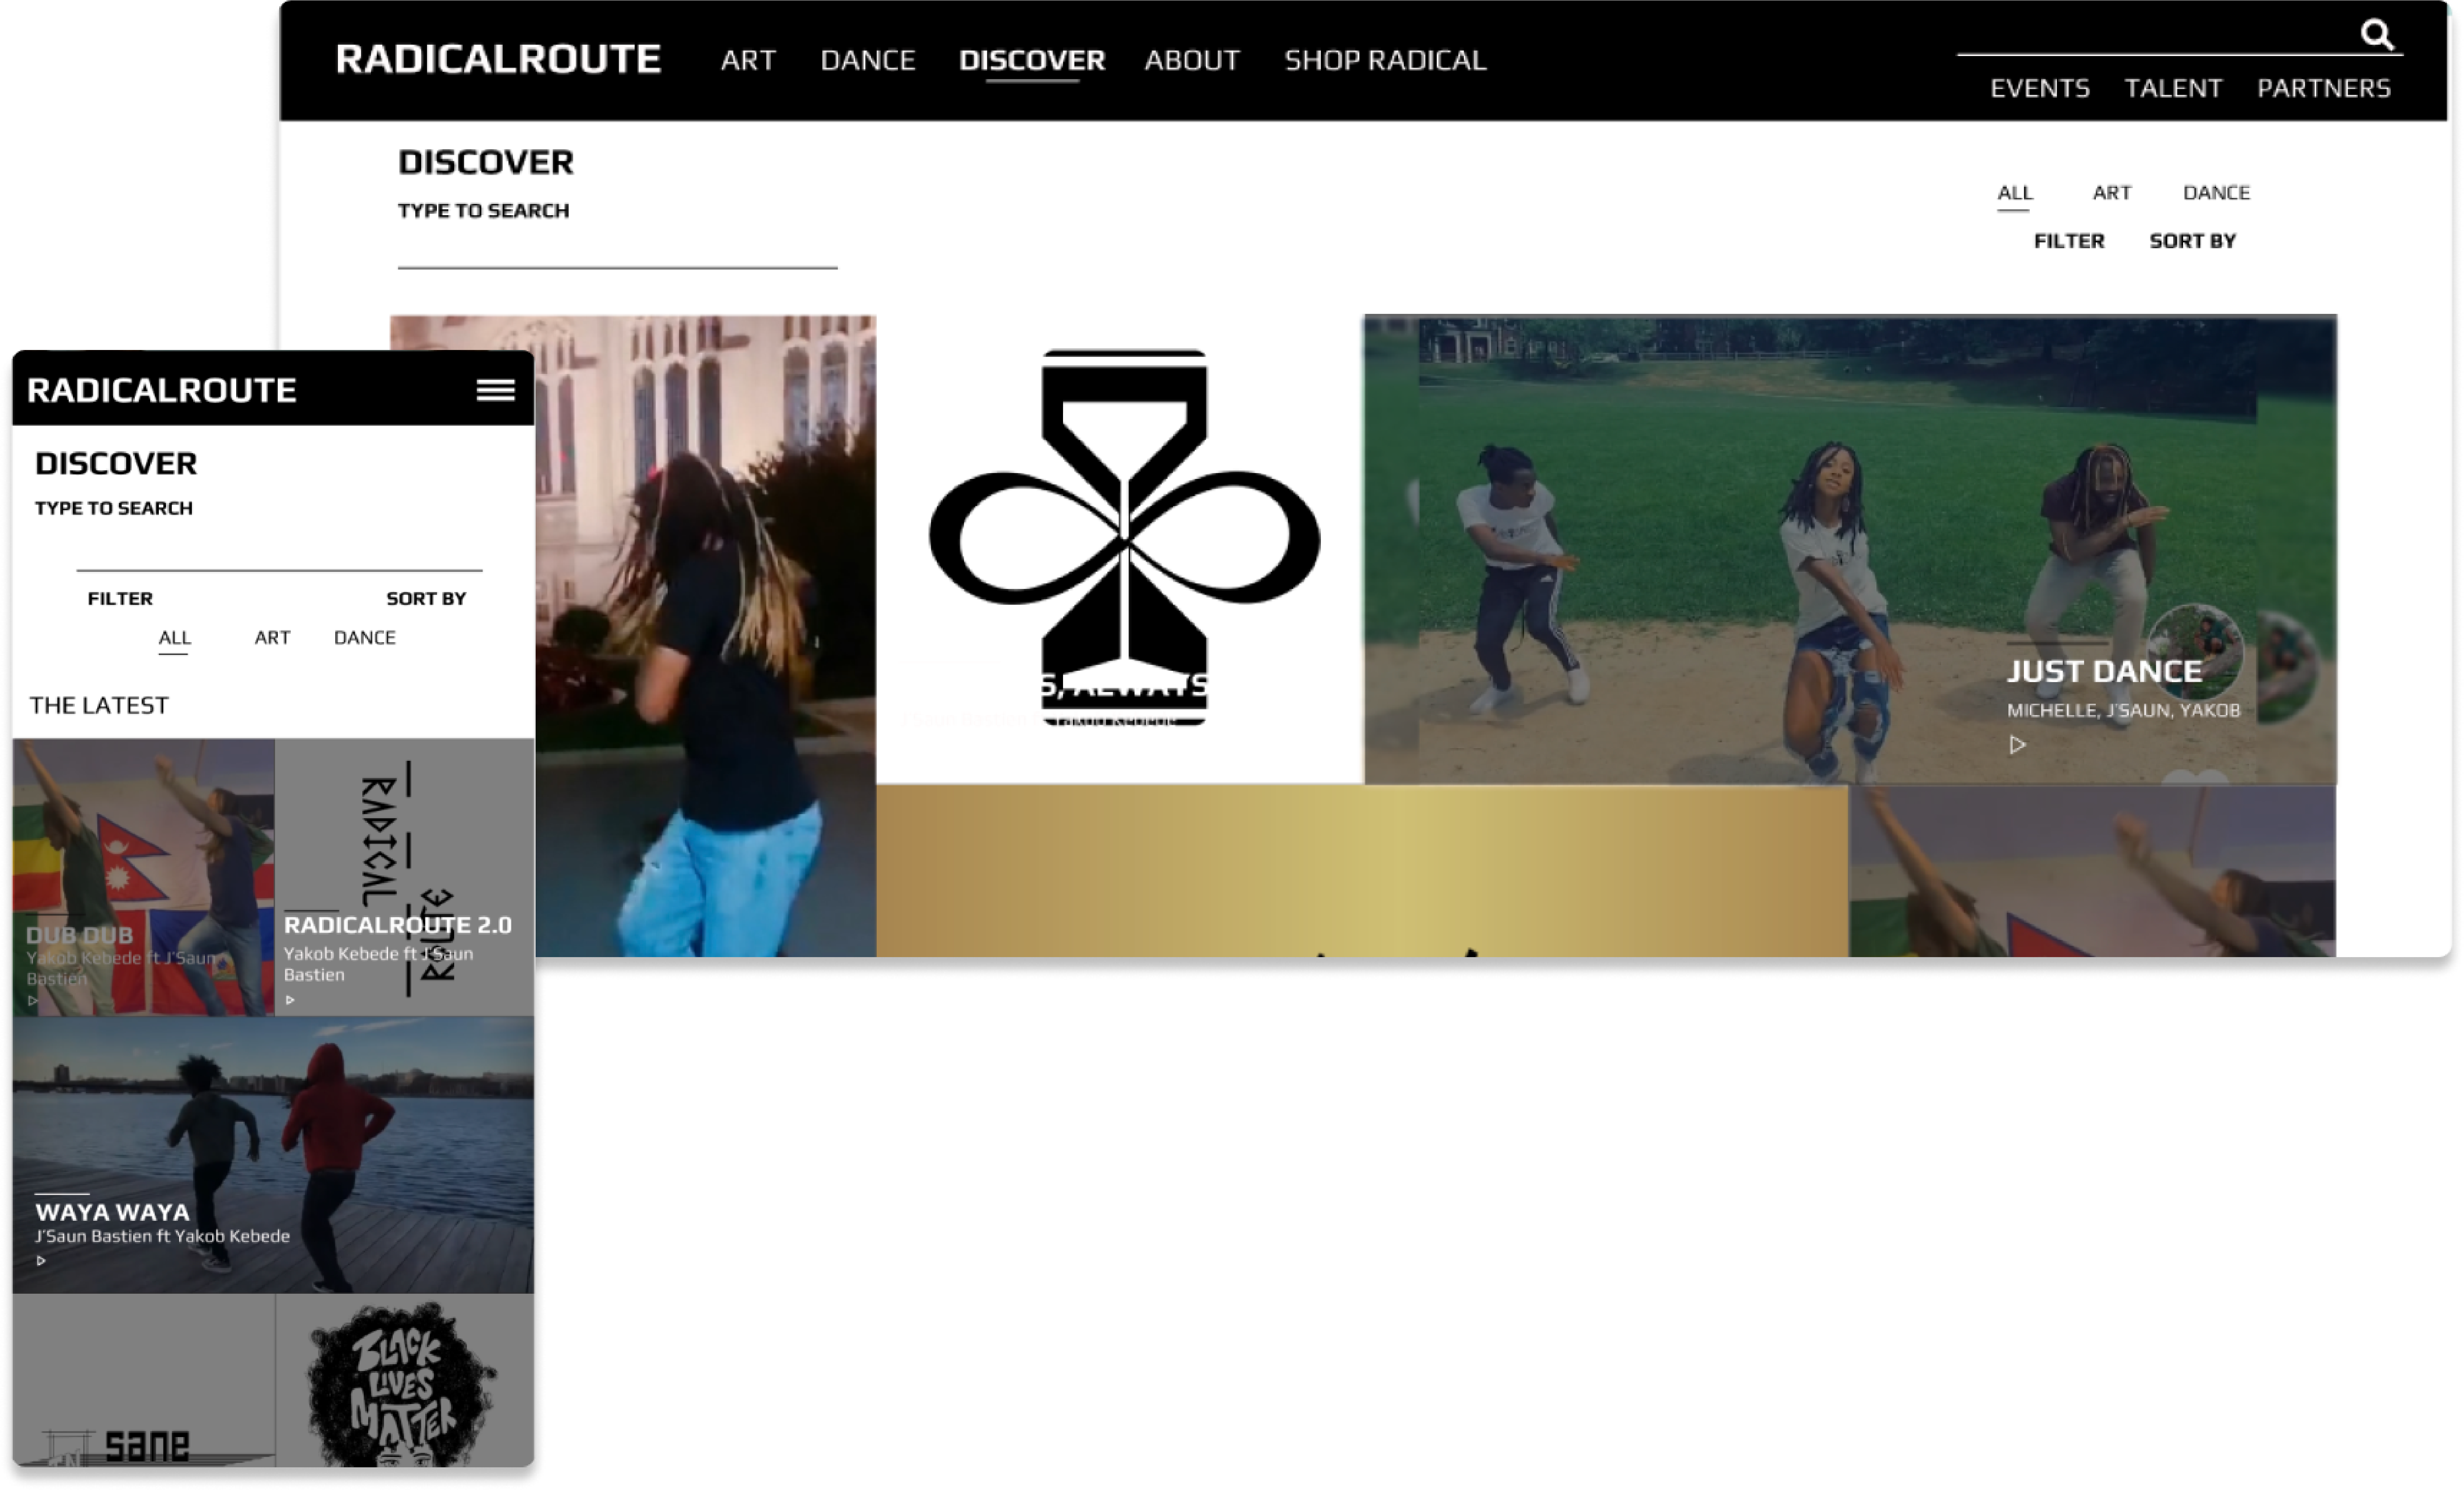 RADICALROUTE ART DANCE DISCOVER ABOUT SHOP RADICAL
EVENTS TALENT PARTNERS
DISCOVER
TYPE TO SEARCH
ALL ART DANCE
FILTER SORT BY
ALWAYS
Yakob Kebede
JUST DANCE
MICHELLE, J'SAUN, YAKOB
RADICALROUTE
DISCOVER
TYPE TO SEARCH
FILTER SORT BY
ALL ART DANCE
THE LATEST
DUB DUB
Yakob Kebede ft J'Saun
Bastien
RADICAL
ROUTE
RADICALROUTE 2.0
Yakob Kebede ft J'Saun
Bastien
WAYA WAYA
J'Saun Bastien ft Yakob Kebede
sane
BLACK
LIVES
MATTER